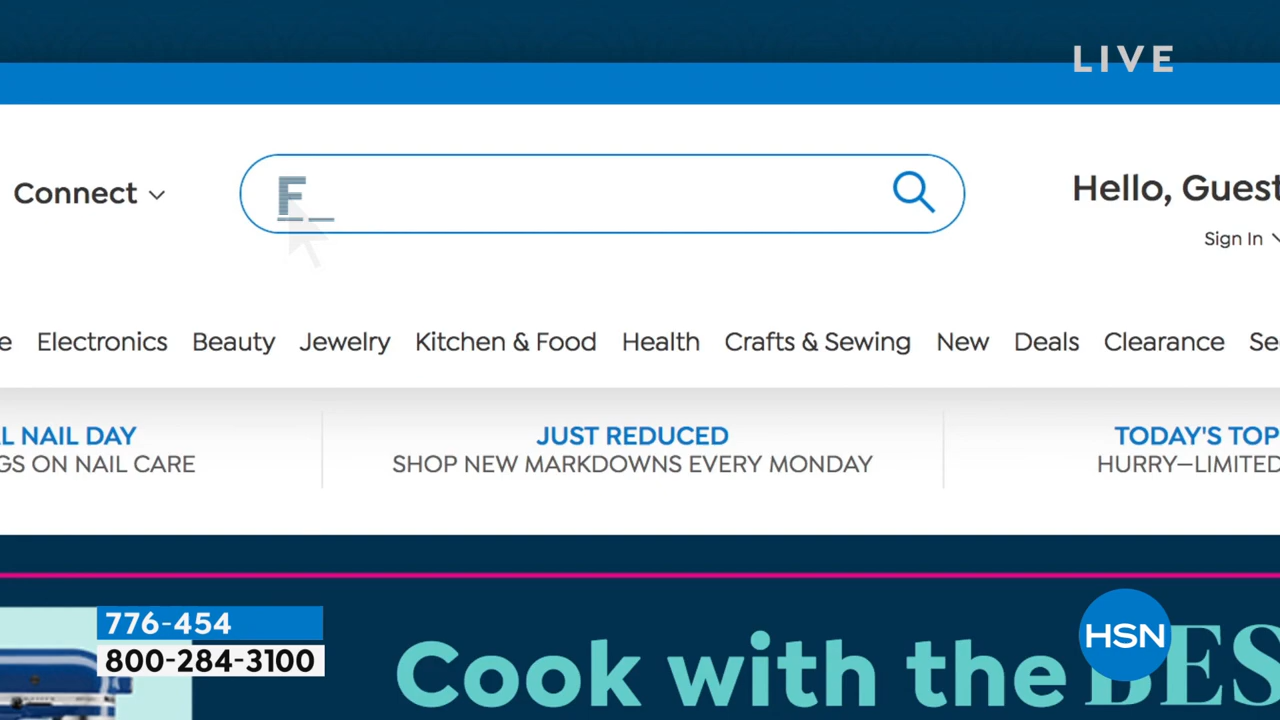 LIVE
Connect
F_
Hello, Guest
Sign In
Electronics Beauty Jewelry Kitchen & Food Health Crafts & Sewing New Deals Clearance
NAIL DAY
JUST REDUCED
TODAY'S TOP
ON NAIL CARE
SHOP NEW MARKDOWNS EVERY MONDAY
HURRY—LIMITED
776-454
800-284-3100
Cook with the
HSN